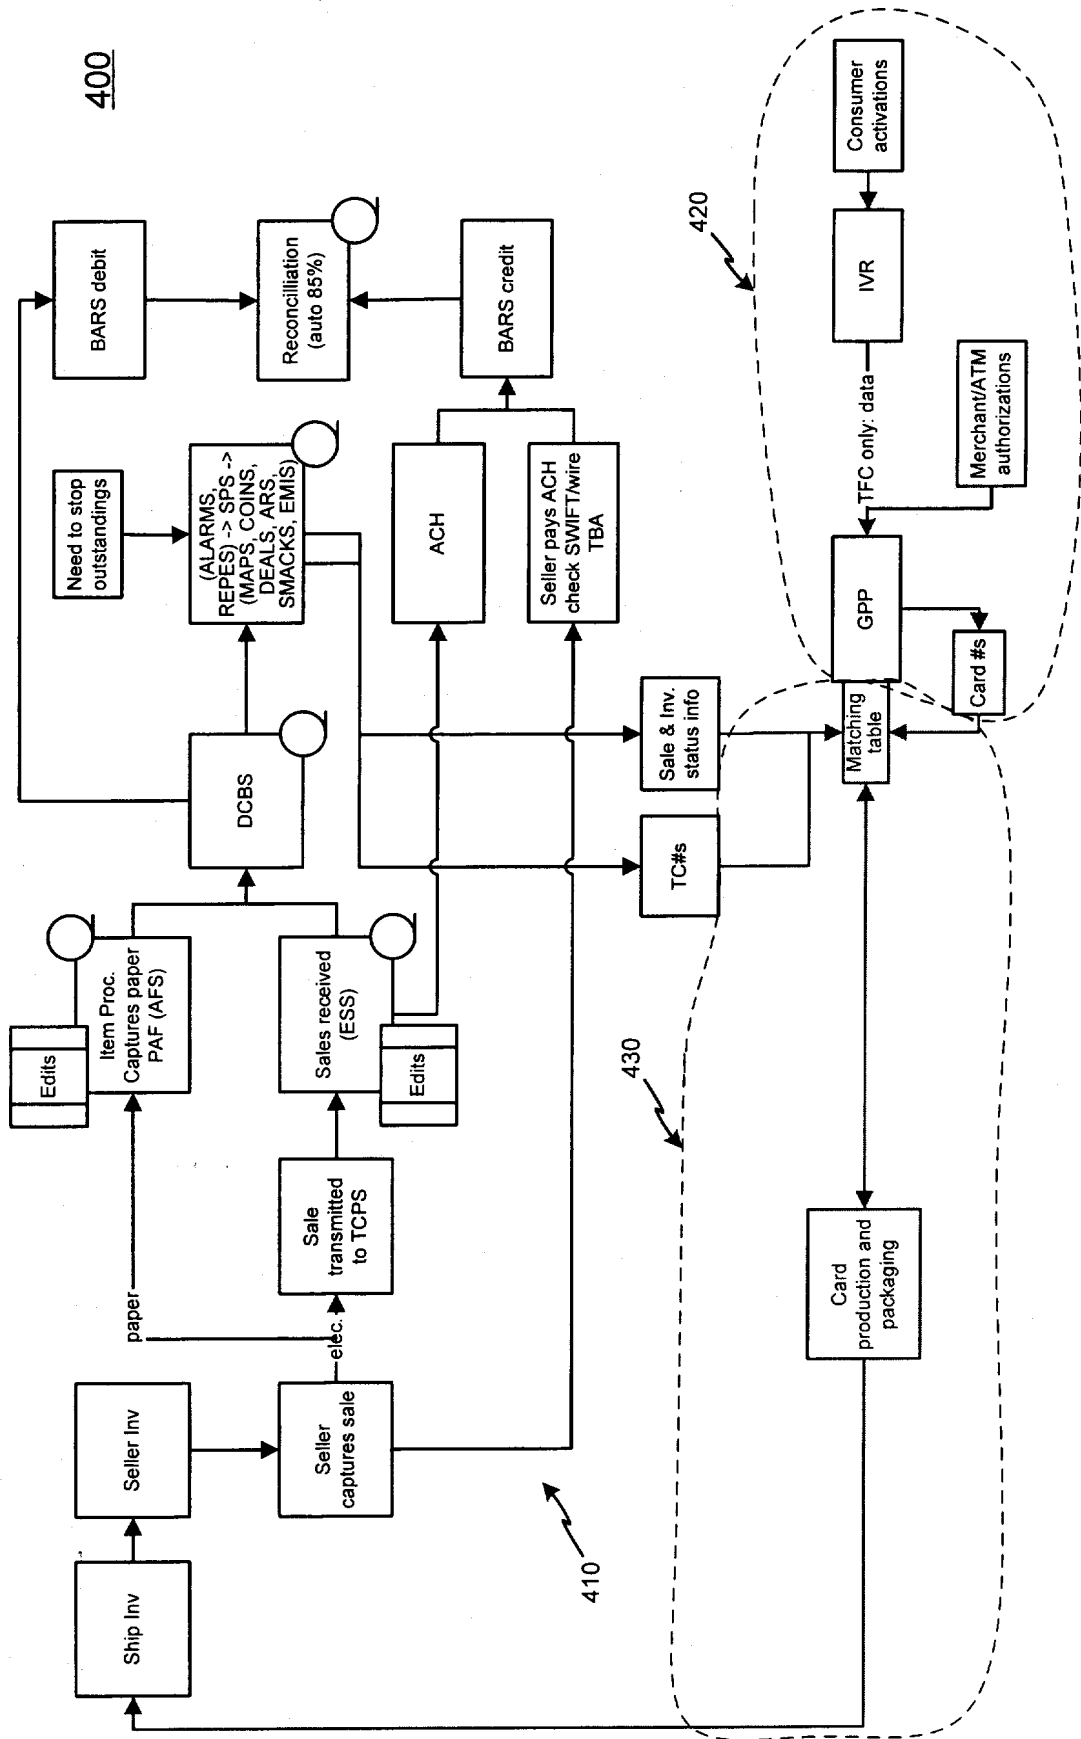 400
BARS debit
Reconcilliation
(auto 85%)
BARS credit
Need to stop
outstandings
(ALARMS,
REPES) -> SPS ->
(MAPS, COINS,
DEALS, ARS,
SMACKS, EMIS)
ACH
Seller pays ACH
check SWIFT/wire
TBA
DCBS
Item Proc.
Captures paper
PAF (AFS)
Edits
Sales received
(ESS)
Edits
Sale
transmitted
to TCPS
paper
elec.
Seller Inv
Seller
captures sale
Ship Inv
410
420
Consumer
activations
IVR
TFC only: data
Merchant/ATM
authorizations
GPP
Card #s
Matching
table
Sale & Inv.
status info
TC#s
430
Card
production and
packaging